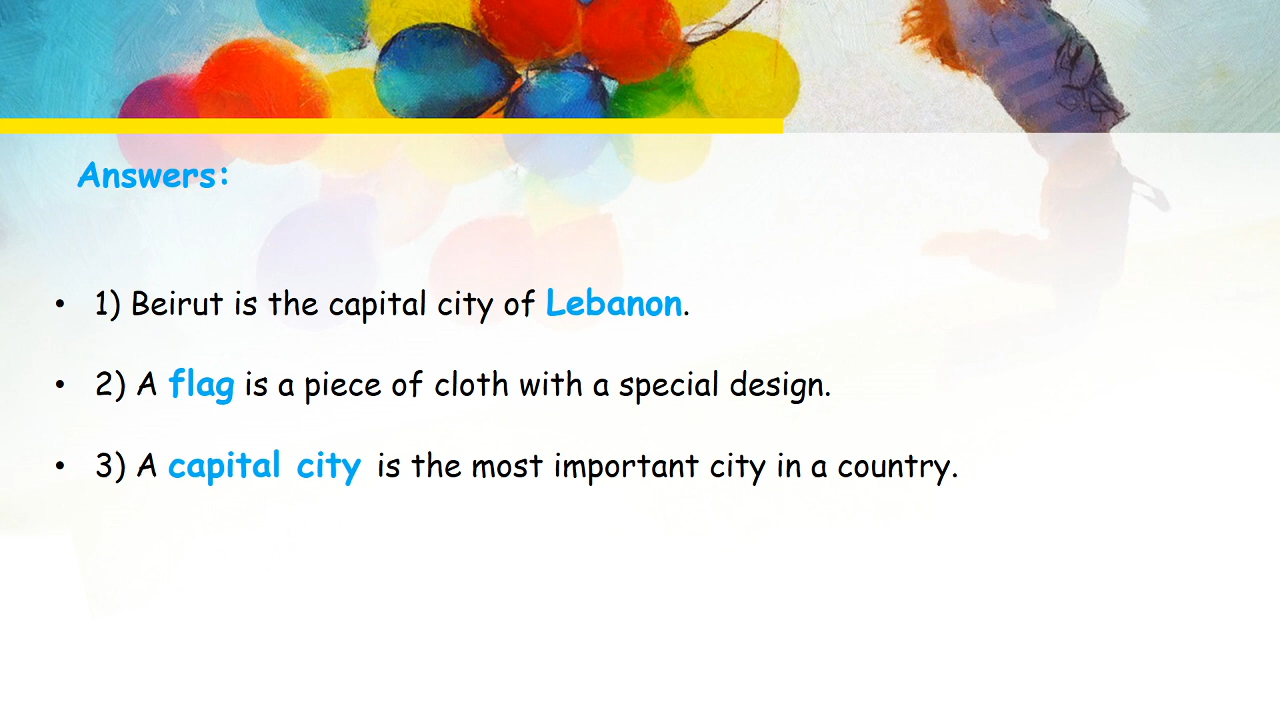 Answers:
• 1) Beirut is the capital city of Lebanon.
• 2) A flag is a piece of cloth with a special design.
• 3) A capital city is the most important city in a country.